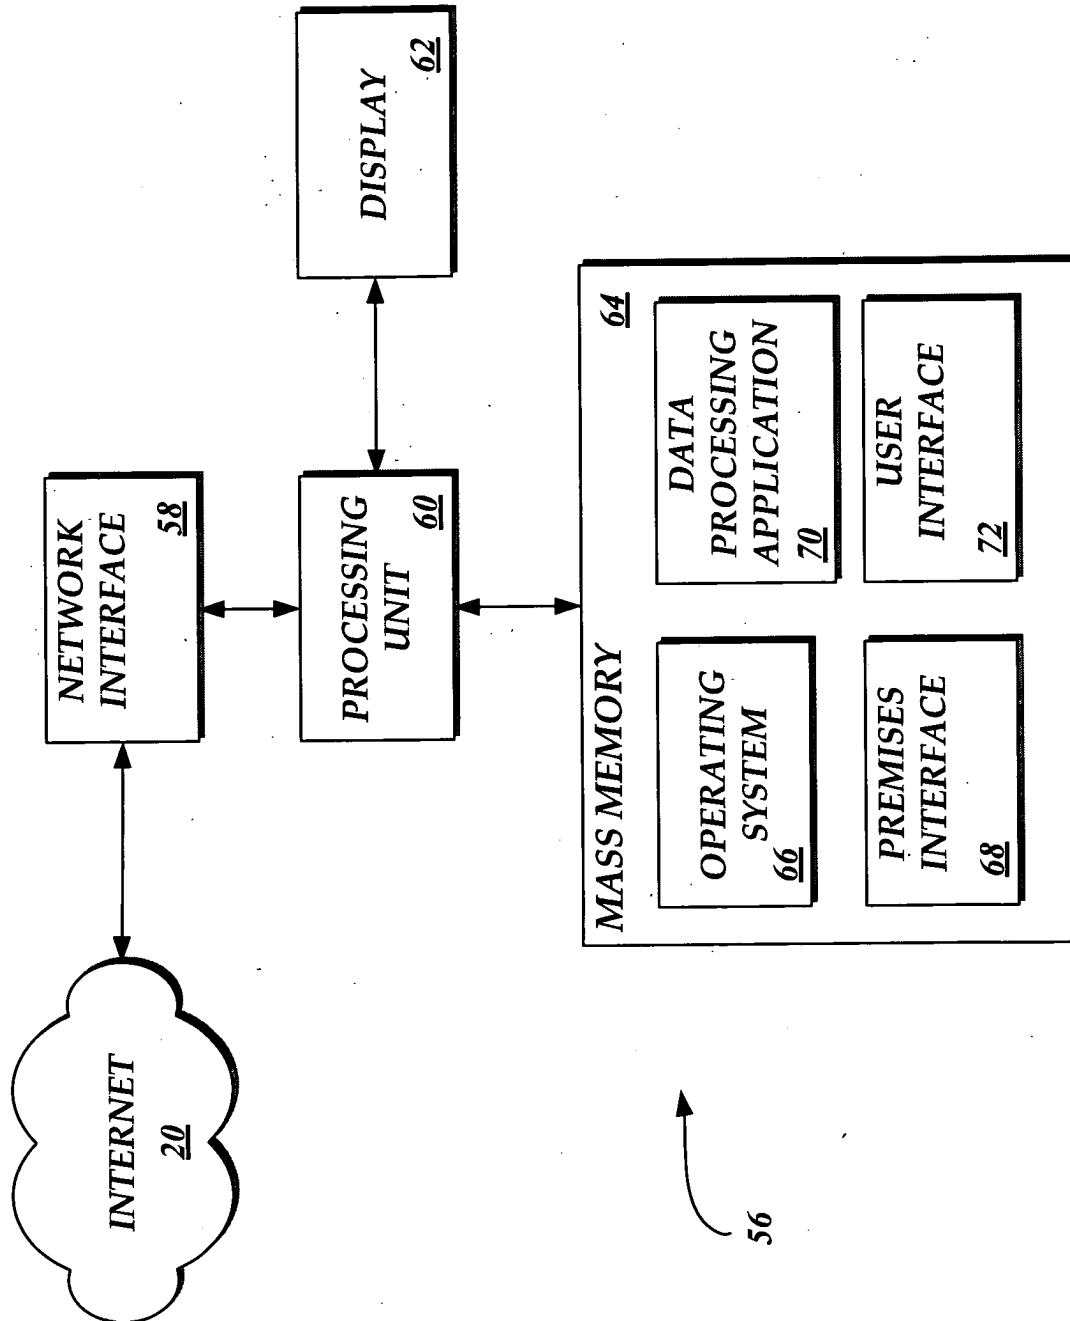 INTERNET
20
NETWORK
INTERFACE
58
PROCESSING
UNIT
60
DISPLAY
62
MASS MEMORY
64
OPERATING
SYSTEM
66
DATA
PROCESSING
APPLICATION
70
PREMISES
INTERFACE
68
USER
INTERFACE
72
56